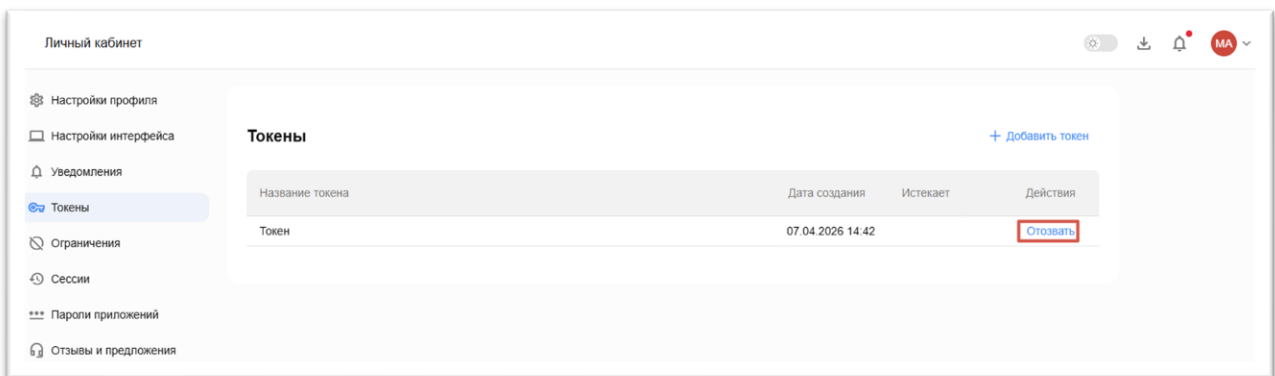 Личный кабинет
МА
Настройки профиля
Настройки интерфейса
Уведомления
Токены
Ограничения
Сессии
Пароли приложений
Отзывы и предложения
Токены
+ Добавить токен
Название токена Дата создания Истекает Действия
Токен 07.04.2026 14:42 Отозвать